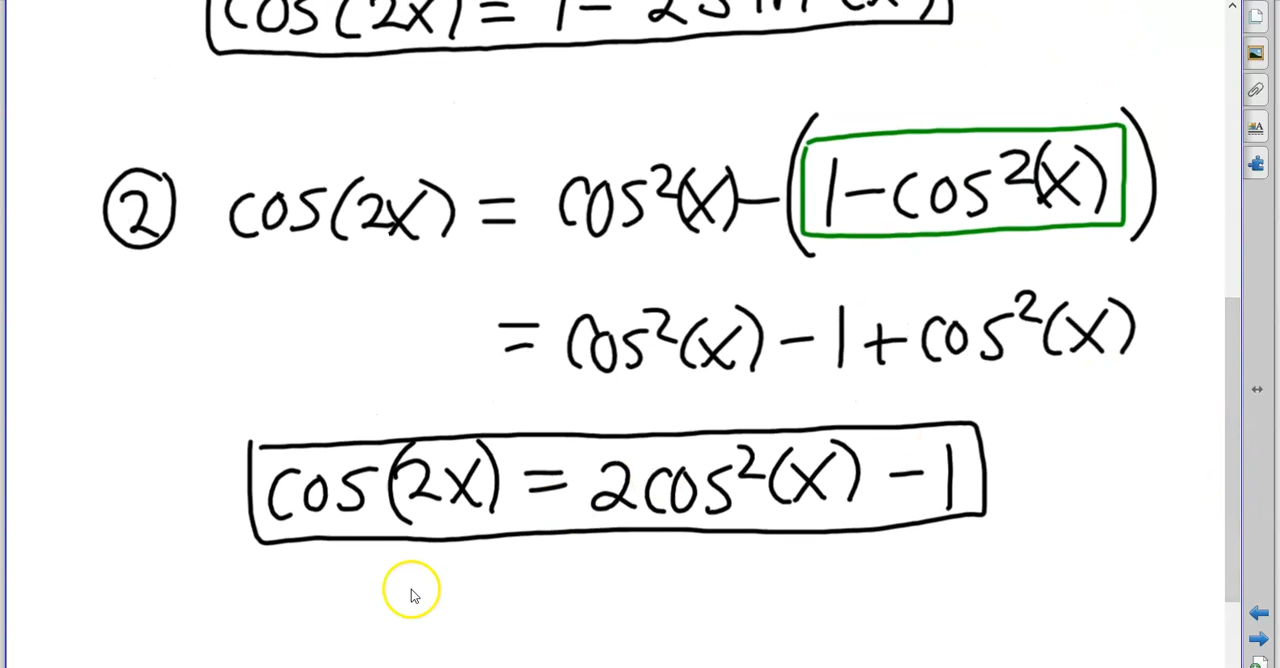 cos(2x) = 1 - 2sin²(x)
② cos(2x) = cos²(x) - (1 - cos²(x))
= cos²(x) - 1 + cos²(x)
cos(2x) = 2cos²(x) - 1